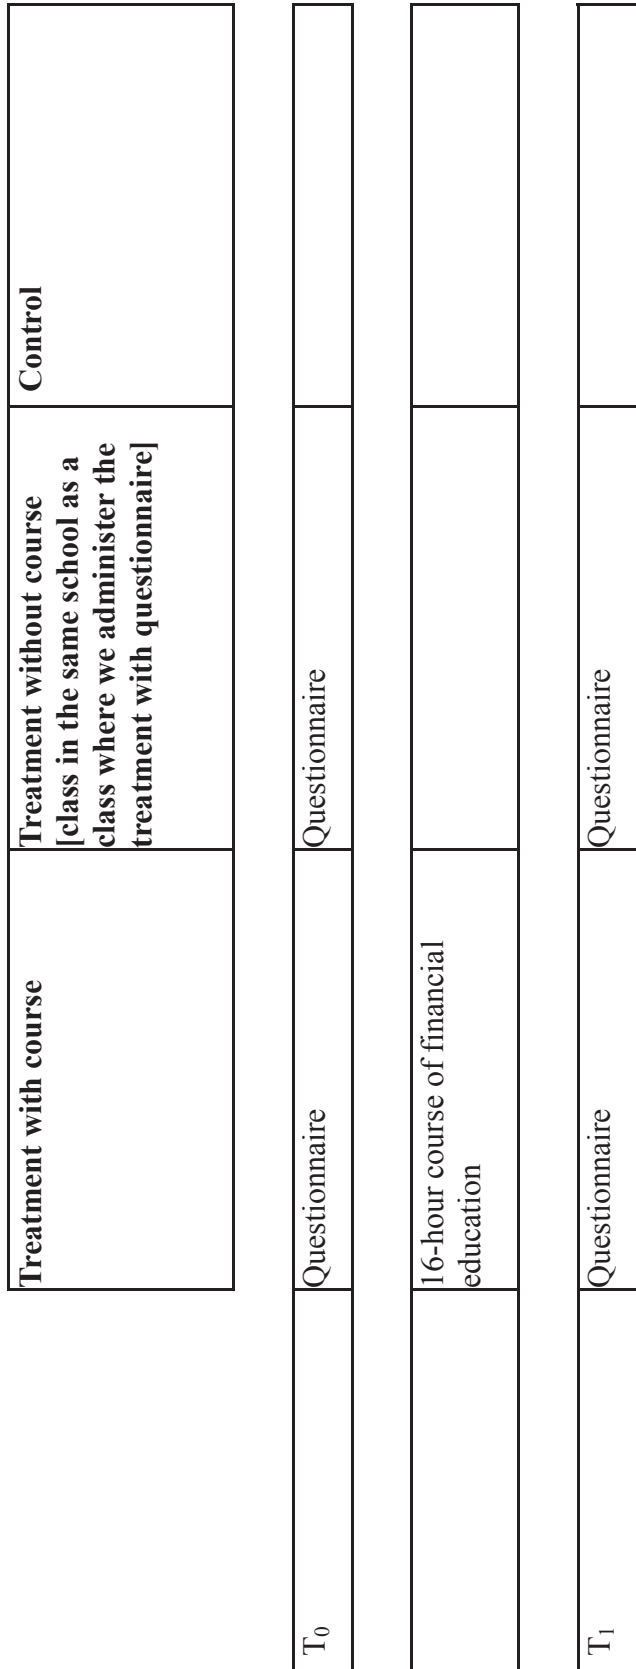 Treatment with course
Treatment without course
[class in the same school as a
class where we administer the
treatment with questionnaire]
Control
T0
Questionnaire
Questionnaire
16-hour course of financial
education
T1
Questionnaire
Questionnaire